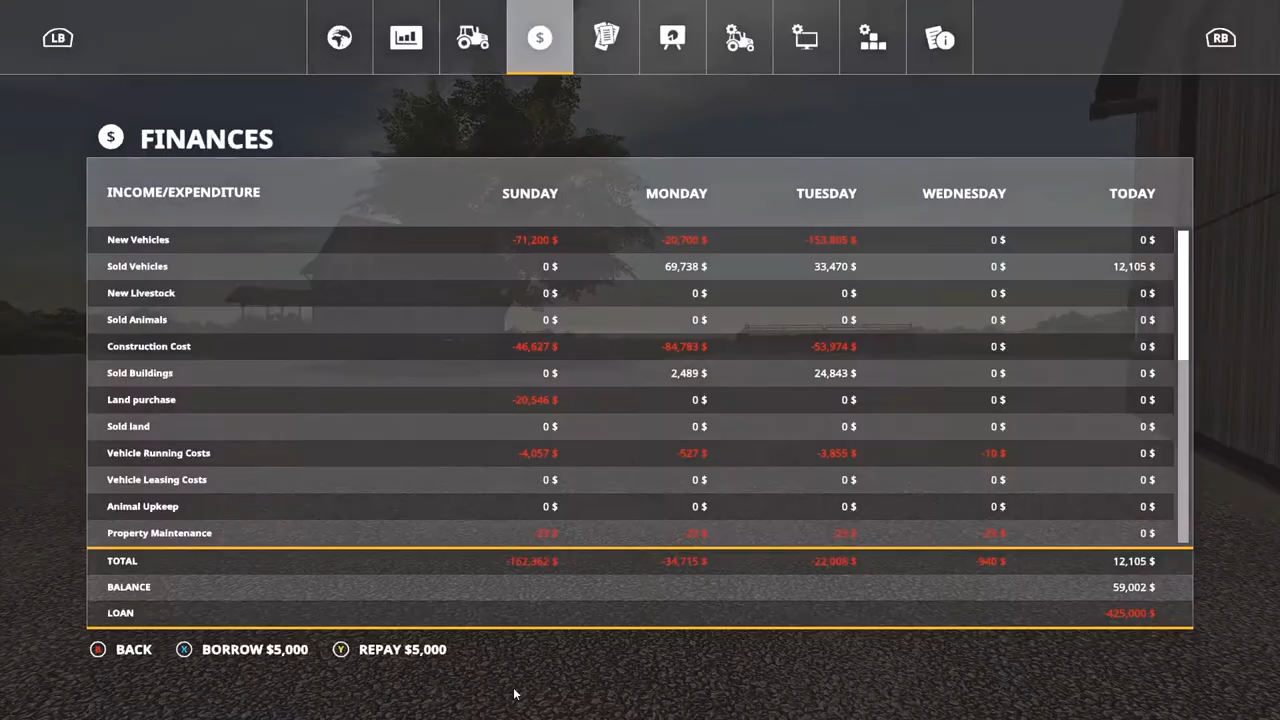 LB
$
RB
$ FINANCES
INCOME/EXPENDITURE SUNDAY MONDAY TUESDAY WEDNESDAY TODAY
New Vehicles -71,200 $ -20,700 $ -153,805 $ 0 $ 0 $
Sold Vehicles 0 $ 69,738 $ 33,470 $ 0 $ 12,105 $
New Livestock 0 $ 0 $ 0 $ 0 $ 0 $
Sold Animals 0 $ 0 $ 0 $ 0 $ 0 $
Construction Cost -46,627 $ -84,783 $ -53,974 $ 0 $ 0 $
Sold Buildings 0 $ 2,489 $ 24,843 $ 0 $ 0 $
Land purchase -20,546 $ 0 $ 0 $ 0 $ 0 $
Sold land 0 $ 0 $ 0 $ 0 $ 0 $
Vehicle Running Costs -4,057 $ -527 $ -3,855 $ -10 $ 0 $
Vehicle Leasing Costs 0 $ 0 $ 0 $ 0 $ 0 $
Animal Upkeep 0 $ 0 $ 0 $ 0 $ 0 $
Property Maintenance 0 $
TOTAL -162,362 $ -34,715 $ -22,008 $ -940 $ 12,105 $
BALANCE 59,002 $
LOAN -425,000 $
B BACK X BORROW $5,000 Y REPAY $5,000